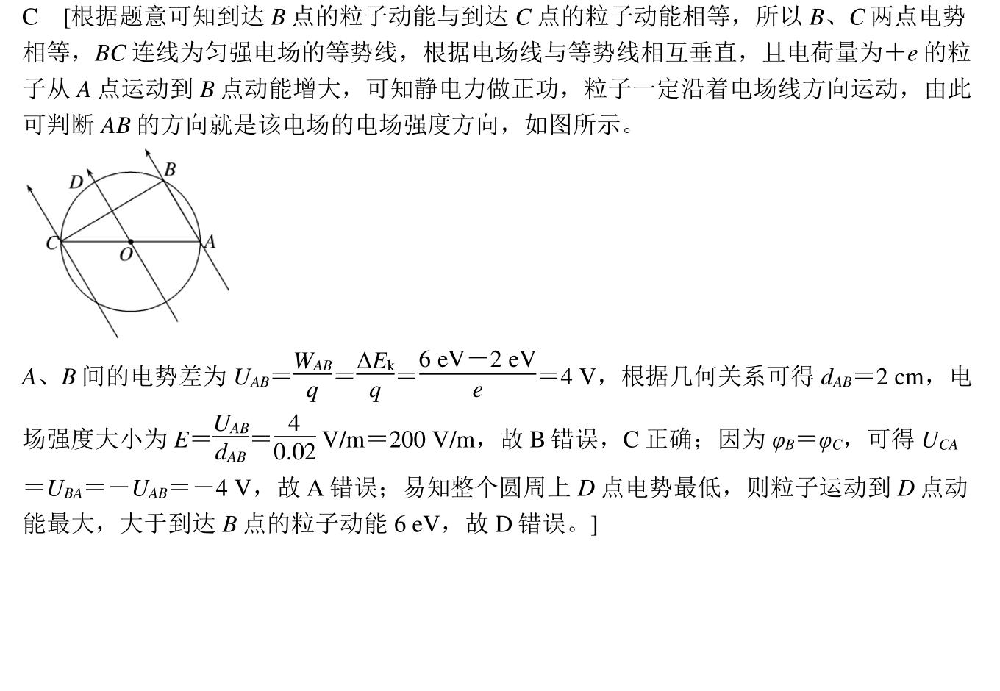 C [根据题意可知到达 B 点的粒子动能与到达 C 点的粒子动能相等，所以 B、C 两点电势
相等，BC 连线为匀强电场的等势线，根据电场线与等势线相互垂直，且电荷量为＋e 的粒
子从 A 点运动到 B 点动能增大，可知静电力做正功，粒子一定沿着电场线方向运动，由此
可判断 AB 的方向就是该电场的电场强度方向，如图所示。
B
D
C
O
A
A、B 间的电势差为 U_{AB}＝\frac{W_{AB}}{q}＝\frac{ΔE_k}{q}＝\frac{6 eV－2 eV}{e}＝4 V，根据几何关系可得 d_{AB}＝2 cm，电
场强度大小为 E＝\frac{U_{AB}}{d_{AB}}＝\frac{4}{0.02} V/m＝200 V/m，故 B 错误，C 正确；因为 φ_B＝φ_C，可得 U_{CA}
＝U_{BA}＝－U_{AB}＝－4 V，故 A 错误；易知整个圆周上 D 点电势最低，则粒子运动到 D 点动
能最大，大于到达 B 点的粒子动能 6 eV，故 D 错误。]